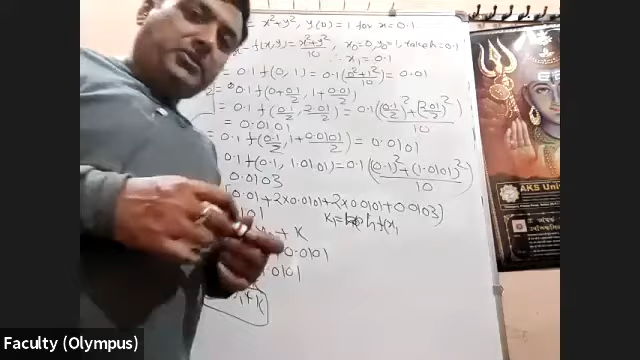 = x²+y², y(0) = 1 for x = 0.1
= f(x,y) = x²+y²/10, x₀=0, y₀=1, take h=0.1
∴ x₁ = 0.1
= 0.1 f(0, 1) = 0.1(0²+1²/10) = 0.01
= 0.1 f(0+0.1/2, 1+0.01/2)
= 0.1 f(0.1/2, 2.01/2) = 0.1((0.1/2)²+(2.01/2)²/10)
= 0.0101
= 0.1 f(0.1/2, 1+0.0101/2) = 0.0101
0.1 f(0.1, 1.0101) = 0.1((0.1)²+(1.0101)²/10)
0.0103
[0.01+2×0.0101+2×0.0101+0.0103]
0101
K₁= h f(x₁
+ K
0.0101
.0101
+K
AKS Uni
Faculty (Olympus)